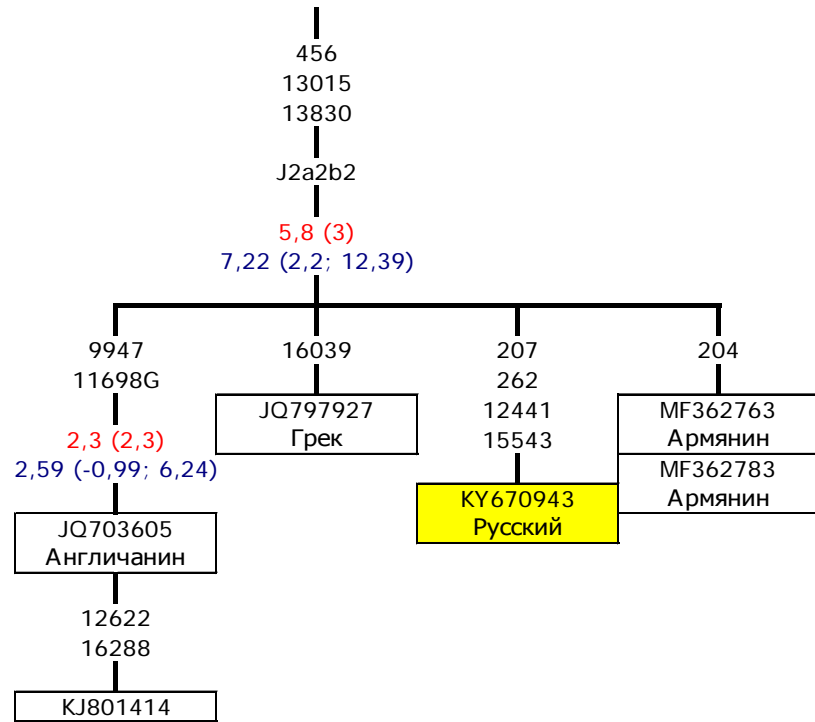 456
13015
13830
J2a2b2
5,8 (3)
7,22 (2,2; 12,39)
9947
11698G
2,3 (2,3)
2,59 (-0,99; 6,24)
JQ703605
Англичанин
12622
16288
KJ801414
16039
JQ797927
Грек
207
262
12441
15543
KY670943
Русский
204
MF362763
Армянин
MF362783
Армянин